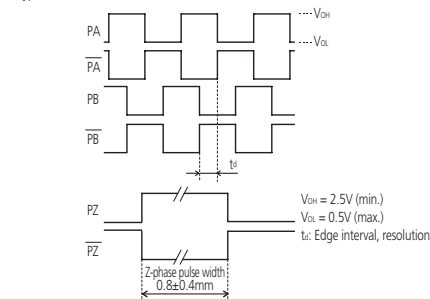 PA
VOH
VOL
PA
PB
PB
td
PZ
PZ
VOH = 2.5V (min.)
VOL = 0.5V (max.)
td: Edge interval, resolution
Z-phase pulse width
0.8±0.4mm